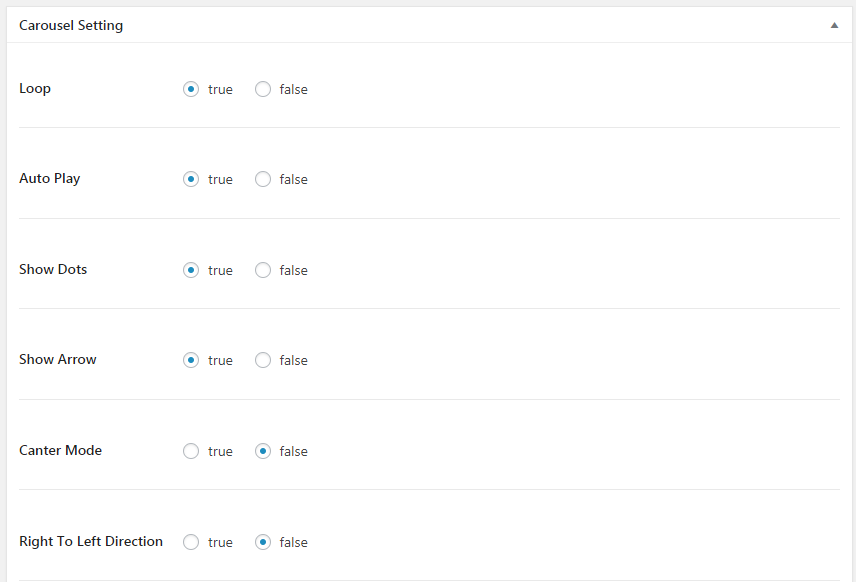 Carousel Setting
Loop true false
Auto Play true false
Show Dots true false
Show Arrow true false
Canter Mode true false
Right To Left Direction true false